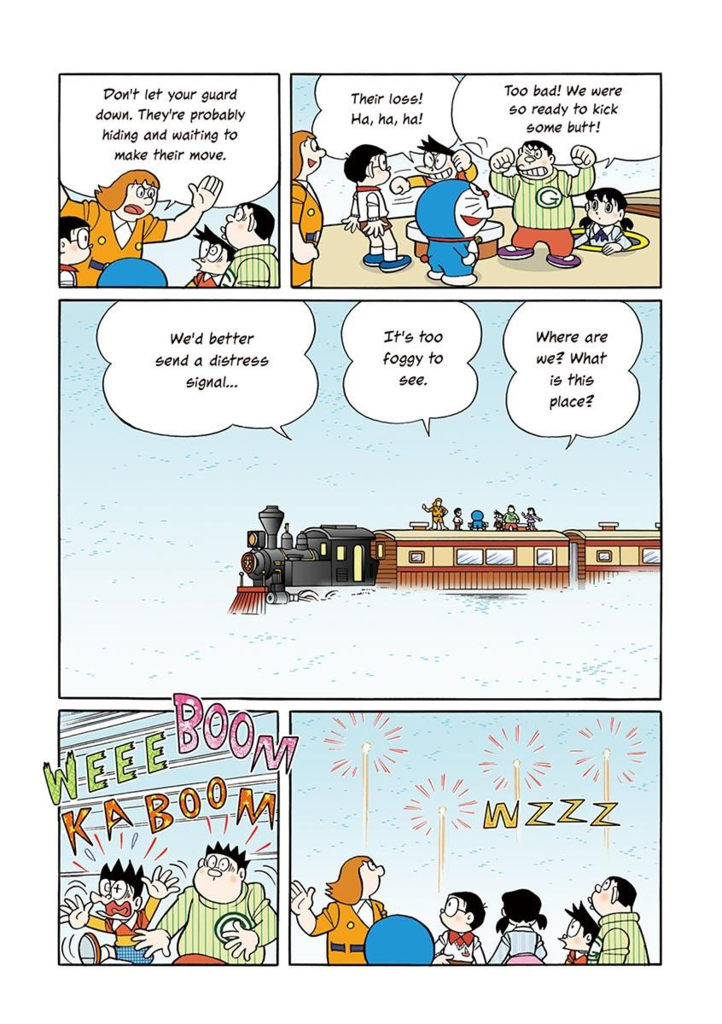 Don't let your guard
down. They're probably
hiding and waiting to
make their move.
Their loss!
Ha, ha, ha!
Too bad! We were
so ready to kick
some butt!
G
We'd better
send a distress
signal...
It's too
foggy to
see.
Where are
we? What
is this
place?
WEEE
BOOM
KABOOM
WZZZ